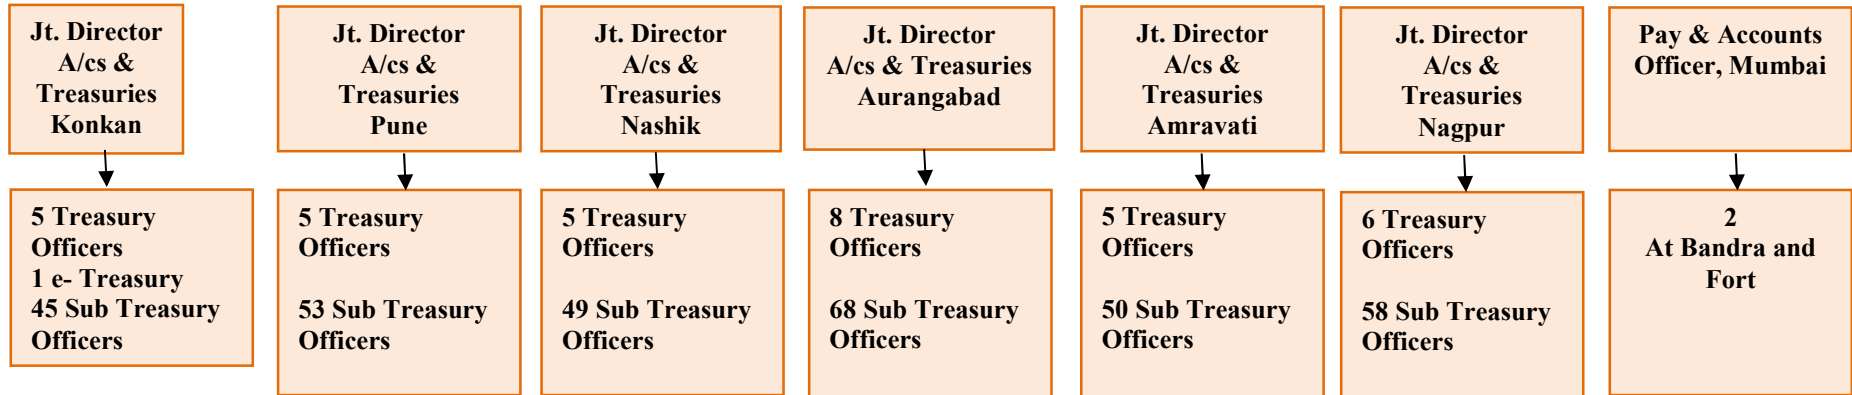 Jt. Director
A/cs &
Treasuries
Konkan
Jt. Director
A/cs &
Treasuries
Pune
Jt. Director
A/cs &
Treasuries
Nashik
Jt. Director
A/cs & Treasuries
Aurangabad
Jt. Director
A/cs &
Treasuries
Amravati
Jt. Director
A/cs &
Treasuries
Nagpur
Pay & Accounts
Officer, Mumbai
5 Treasury
Officers
1 e- Treasury
45 Sub Treasury
Officers
5 Treasury
Officers
53 Sub Treasury
Officers
5 Treasury
Officers
49 Sub Treasury
Officers
8 Treasury
Officers
68 Sub Treasury
Officers
5 Treasury
Officers
50 Sub Treasury
Officers
6 Treasury
Officers
58 Sub Treasury
Officers
2
At Bandra and
Fort